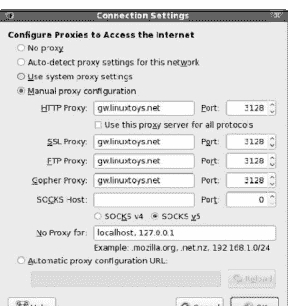 Connection Settings
Configure Proxies to Access the Internet
No proxy
Auto-detect proxy settings for this network
Use system proxy settings
Manual proxy configuration
HTTP Proxy: gw.linuxtoys.net Port: 3128
Use this proxy server for all protocols
SSL Proxy: gw.linuxtoys.net Port: 3128
FTP Proxy: gw.linuxtoys.net Port: 3128
Gopher Proxy: gw.linuxtoys.net Port: 3128
SOCKS Host: Port: 0
SOCKS v4 SOCKS v5
No Proxy for: localhost, 127.0.0.1
Example: .mozilla.org, .net.nz, 192.168.1.0/24
Automatic proxy configuration URL:
Reload